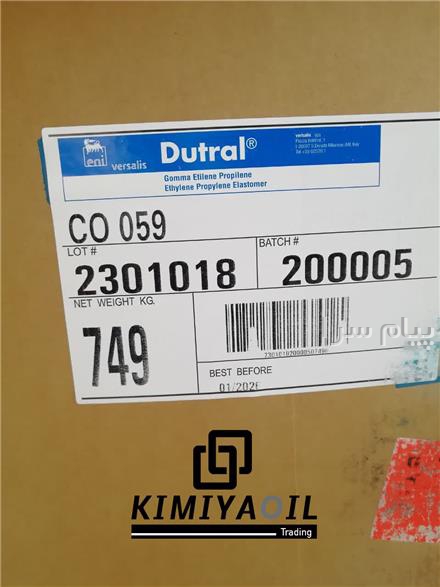 eni
versalis
Dutral®
versalis
Gomma Etilene Propilene
Ethylene Propylene Elastomer
CO 059
LOT #
BATCH #
2301018
200005
NET WEIGHT KG.
749
BEST BEFORE
پیام
KIMIYAOIL
Trading